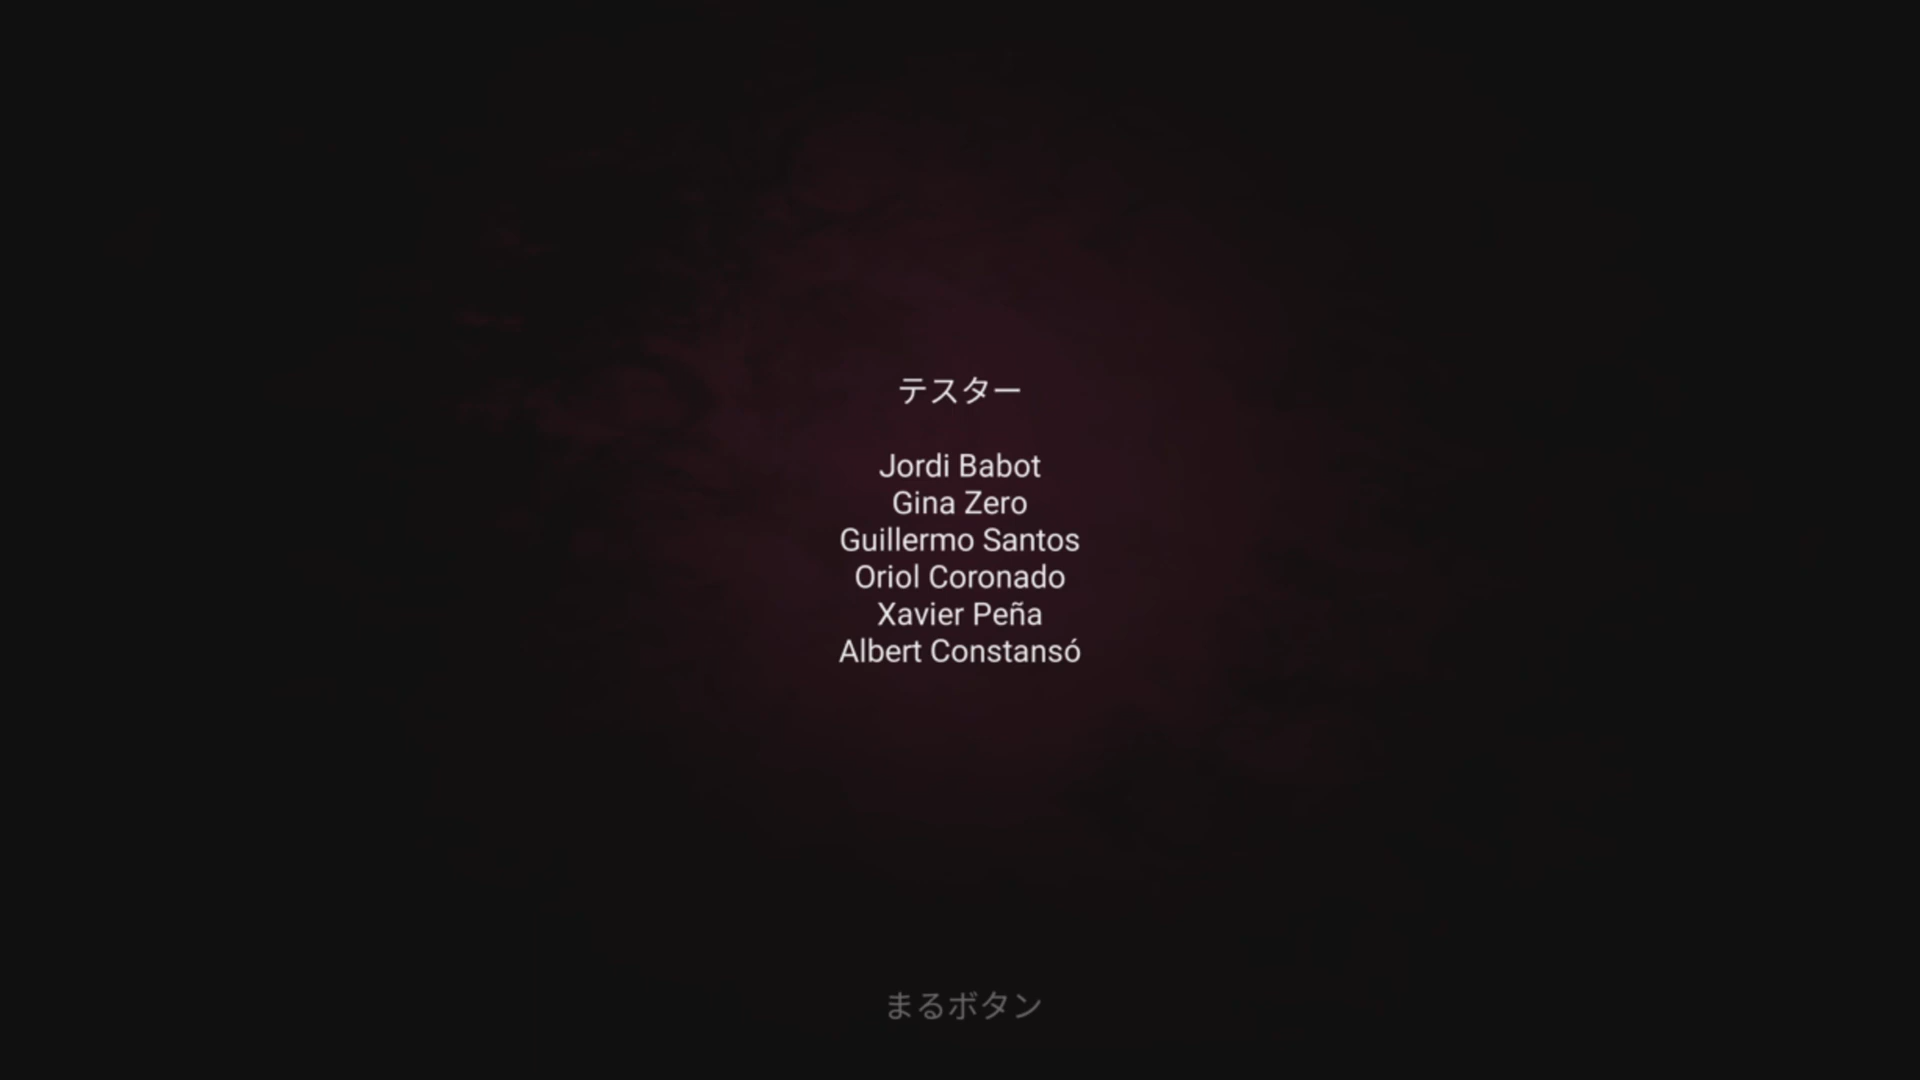 テスター
Jordi Babot
Gina Zero
Guillermo Santos
Oriol Coronado
Xavier Peña
Albert Constansó
まるボタン